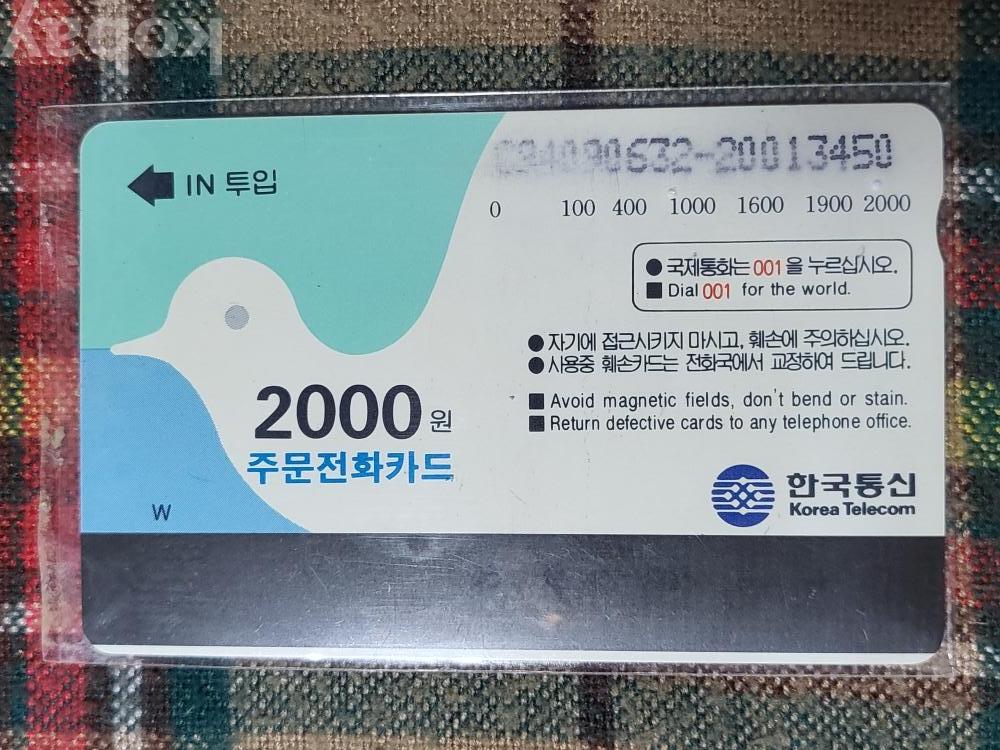 kobay
IN 투입
C34090632-20013450
0 100 400 1000 1600 1900 2000
● 국제통화는 001 을 누르십시오.
■ Dial 001 for the world.
● 자기에 접근시키지 마시고, 훼손에 주의하십시오.
● 사용중 훼손카드는 전화국에서 교정하여 드립니다.
■ Avoid magnetic fields, don't bend or stain.
■ Return defective cards to any telephone office.
2000 원
주문전화카드
W
한국통신
Korea Telecom